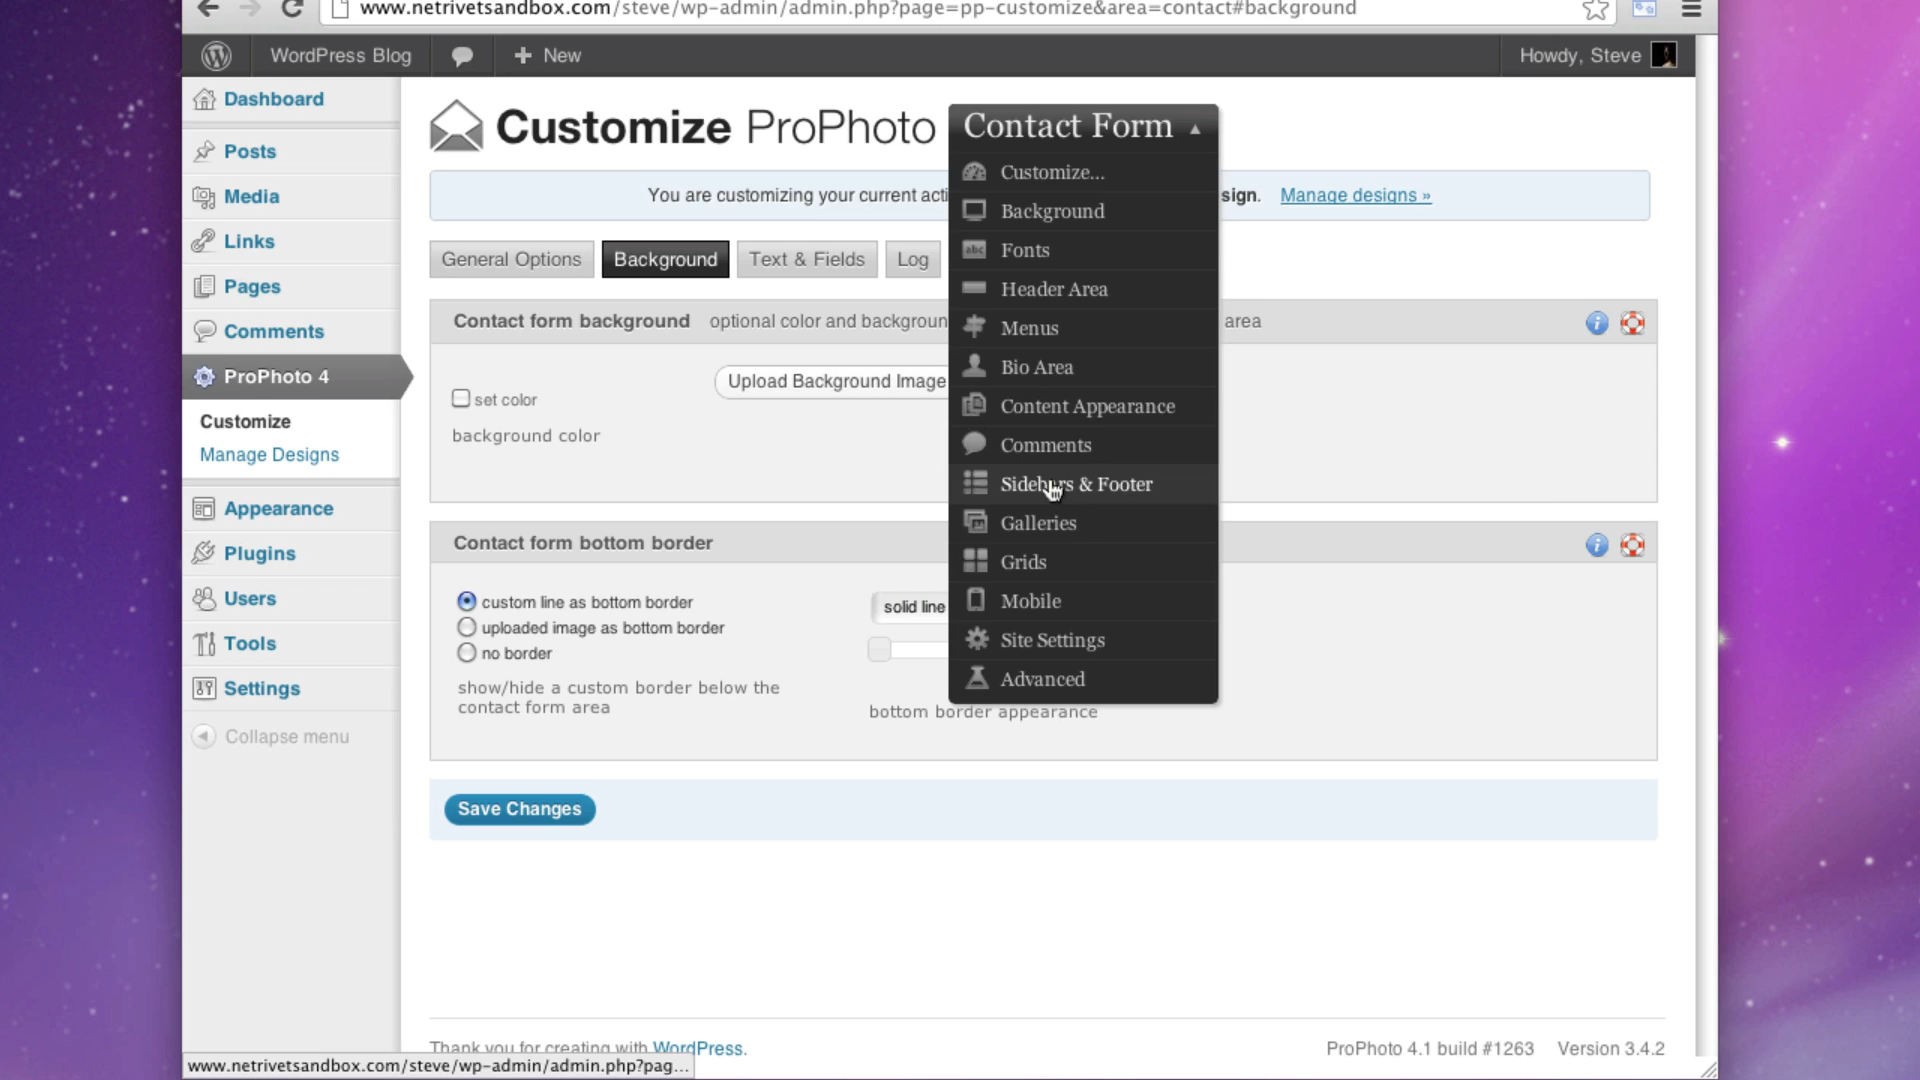 www.netrivetsandbox.com/steve/wp-admin/admin.php?page=pp-customize&area=contact#background
WordPress Blog
New
Howdy, Steve
Dashboard
Posts
Media
Links
Pages
Comments
ProPhoto 4
Customize
Manage Designs
Appearance
Plugins
Users
Tools
Settings
Collapse menu
Customize ProPhoto
Contact Form
Customize...
Background
abc Fonts
Header Area
Menus
Bio Area
Content Appearance
Comments
Sidebars & Footer
Galleries
Grids
Mobile
Site Settings
Advanced
You are customizing your current acti
sign. Manage designs »
General Options Background Text & Fields Log
Contact form background optional color and backgroun
area
set color
Upload Background Image
background color
Contact form bottom border
custom line as bottom border
uploaded image as bottom border
no border
show/hide a custom border below the
contact form area
solid line
bottom border appearance
Save Changes
Thank you for creating with WordPress.
ProPhoto 4.1 build #1263 Version 3.4.2
www.netrivetsandbox.com/steve/wp-admin/admin.php?pag...